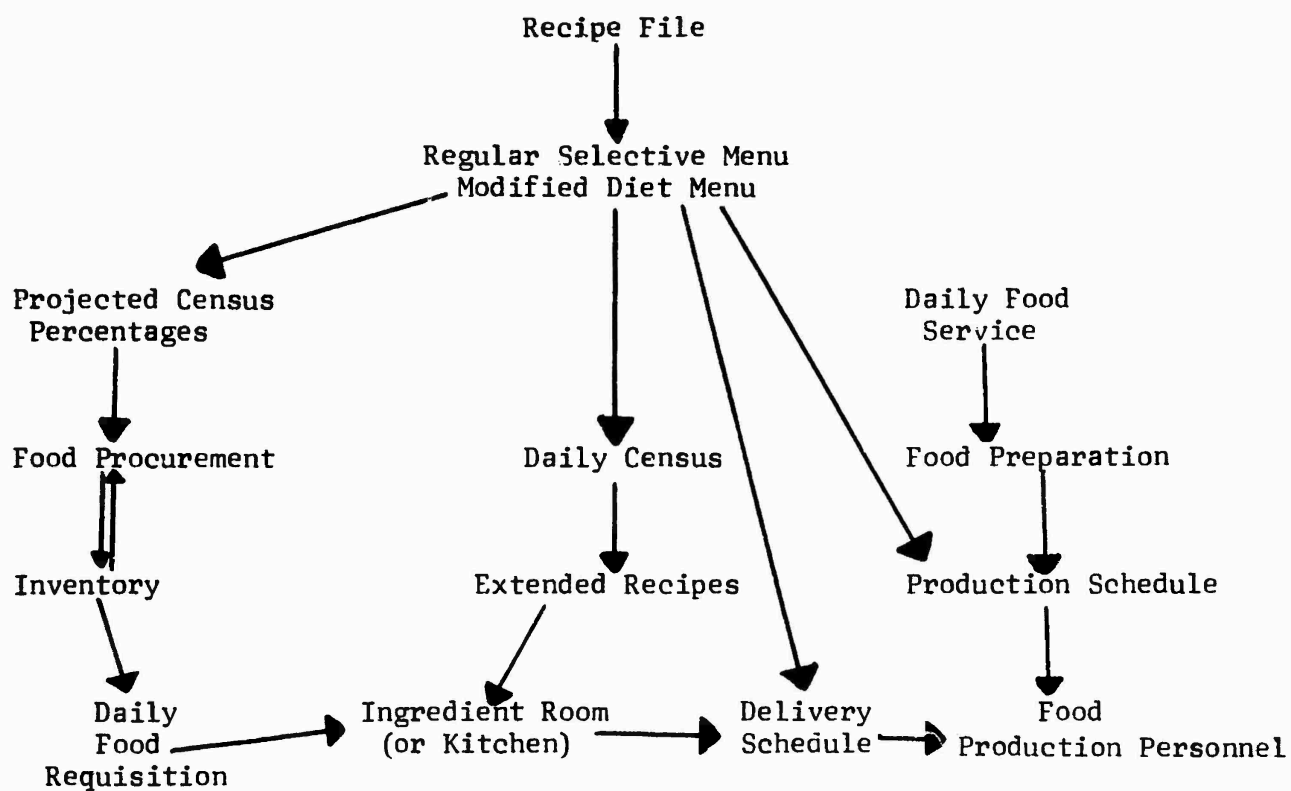 Recipe File
Regular Selective Menu
Modified Diet Menu
Projected Census
Percentages
Daily Food
Service
Food Procurement
Daily Census
Food Preparation
Inventory
Extended Recipes
Production Schedule
Daily
Food
Requisition
Ingredient Room
(or Kitchen)
Delivery
Schedule
Food
Production Personnel